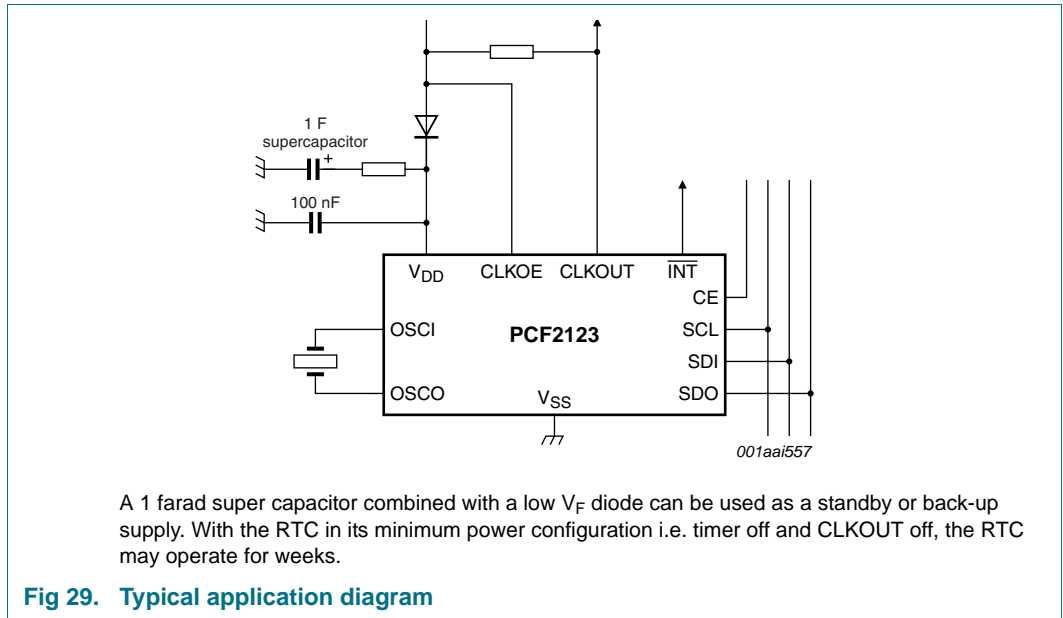 1 F
supercapacitor
+
100 nF
VDD
CLKOE
CLKOUT
INT
CE
OSCI
PCF2123
SCL
SDI
OSCO
VSS
SDO
001aai557
A 1 farad super capacitor combined with a low VF diode can be used as a standby or back-up
supply. With the RTC in its minimum power configuration i.e. timer off and CLKOUT off, the RTC
may operate for weeks.
Fig 29. Typical application diagram